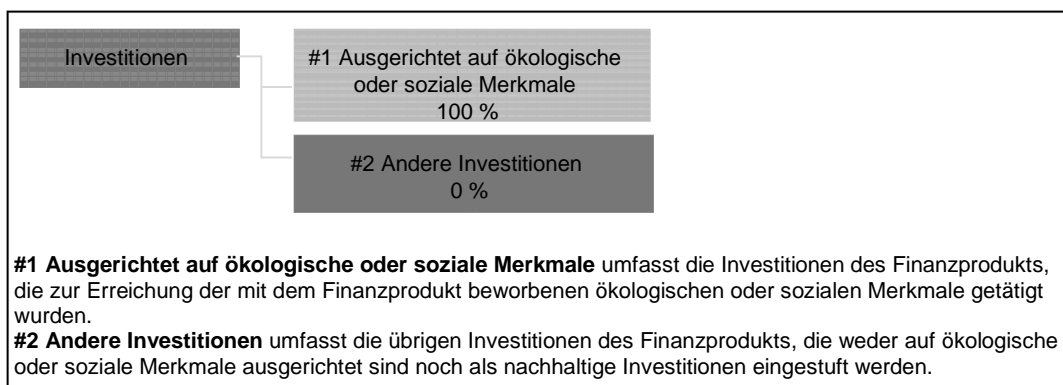 Investitionen
#1 Ausgerichtet auf ökologische
oder soziale Merkmale
100 %
#2 Andere Investitionen
0 %
#1 Ausgerichtet auf ökologische oder soziale Merkmale umfasst die Investitionen des Finanzprodukts,
die zur Erreichung der mit dem Finanzprodukt beworbenen ökologischen oder sozialen Merkmale getätigt
wurden.
#2 Andere Investitionen umfasst die übrigen Investitionen des Finanzprodukts, die weder auf ökologische
oder soziale Merkmale ausgerichtet sind noch als nachhaltige Investitionen eingestuft werden.